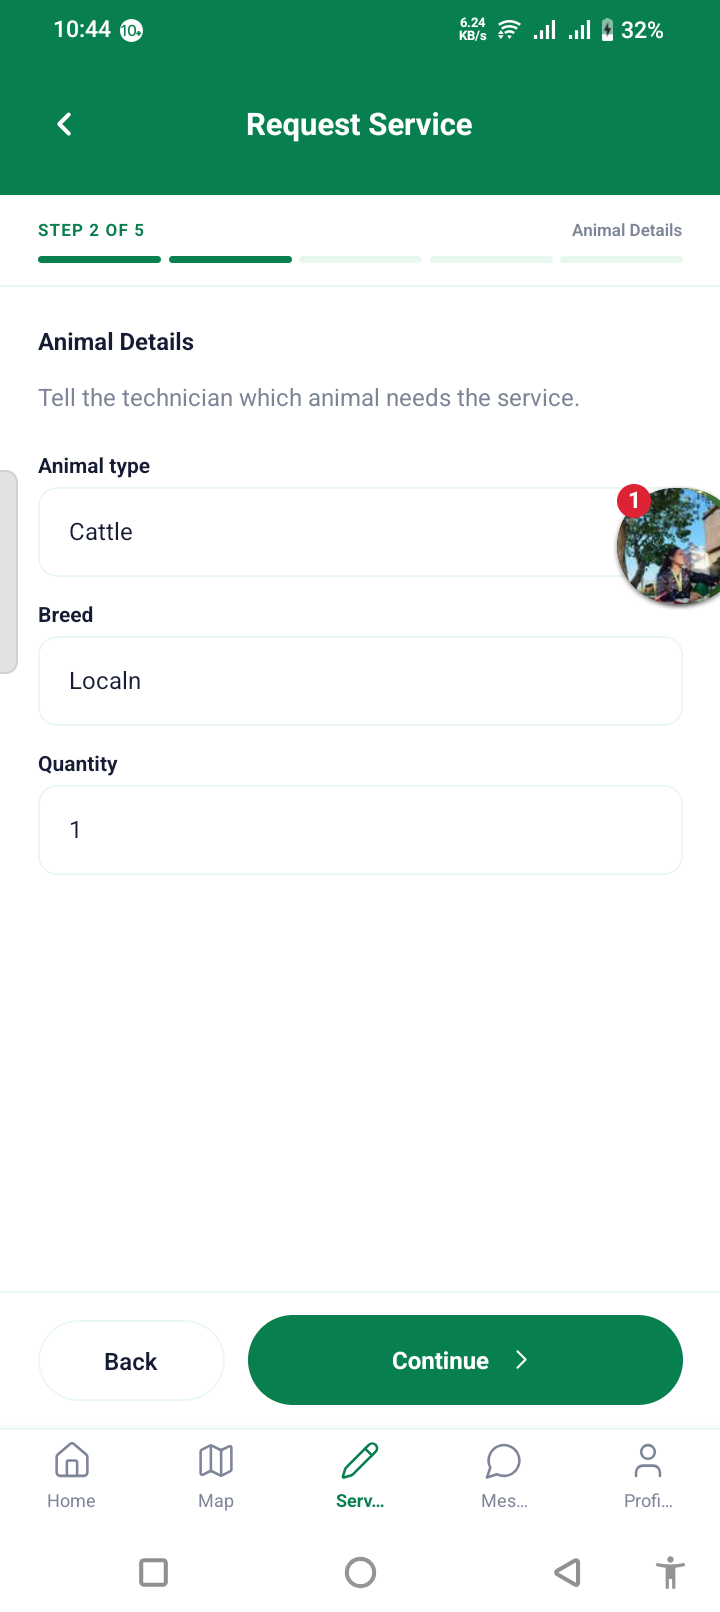 10:44 10+ 6.24 KB/s 32%
Request Service
STEP 2 OF 5 Animal Details
Animal Details
Tell the technician which animal needs the service.
Animal type
1
Cattle
Breed
Localn
Quantity
1
Back Continue
Home Map Serv... Mes... Profi...